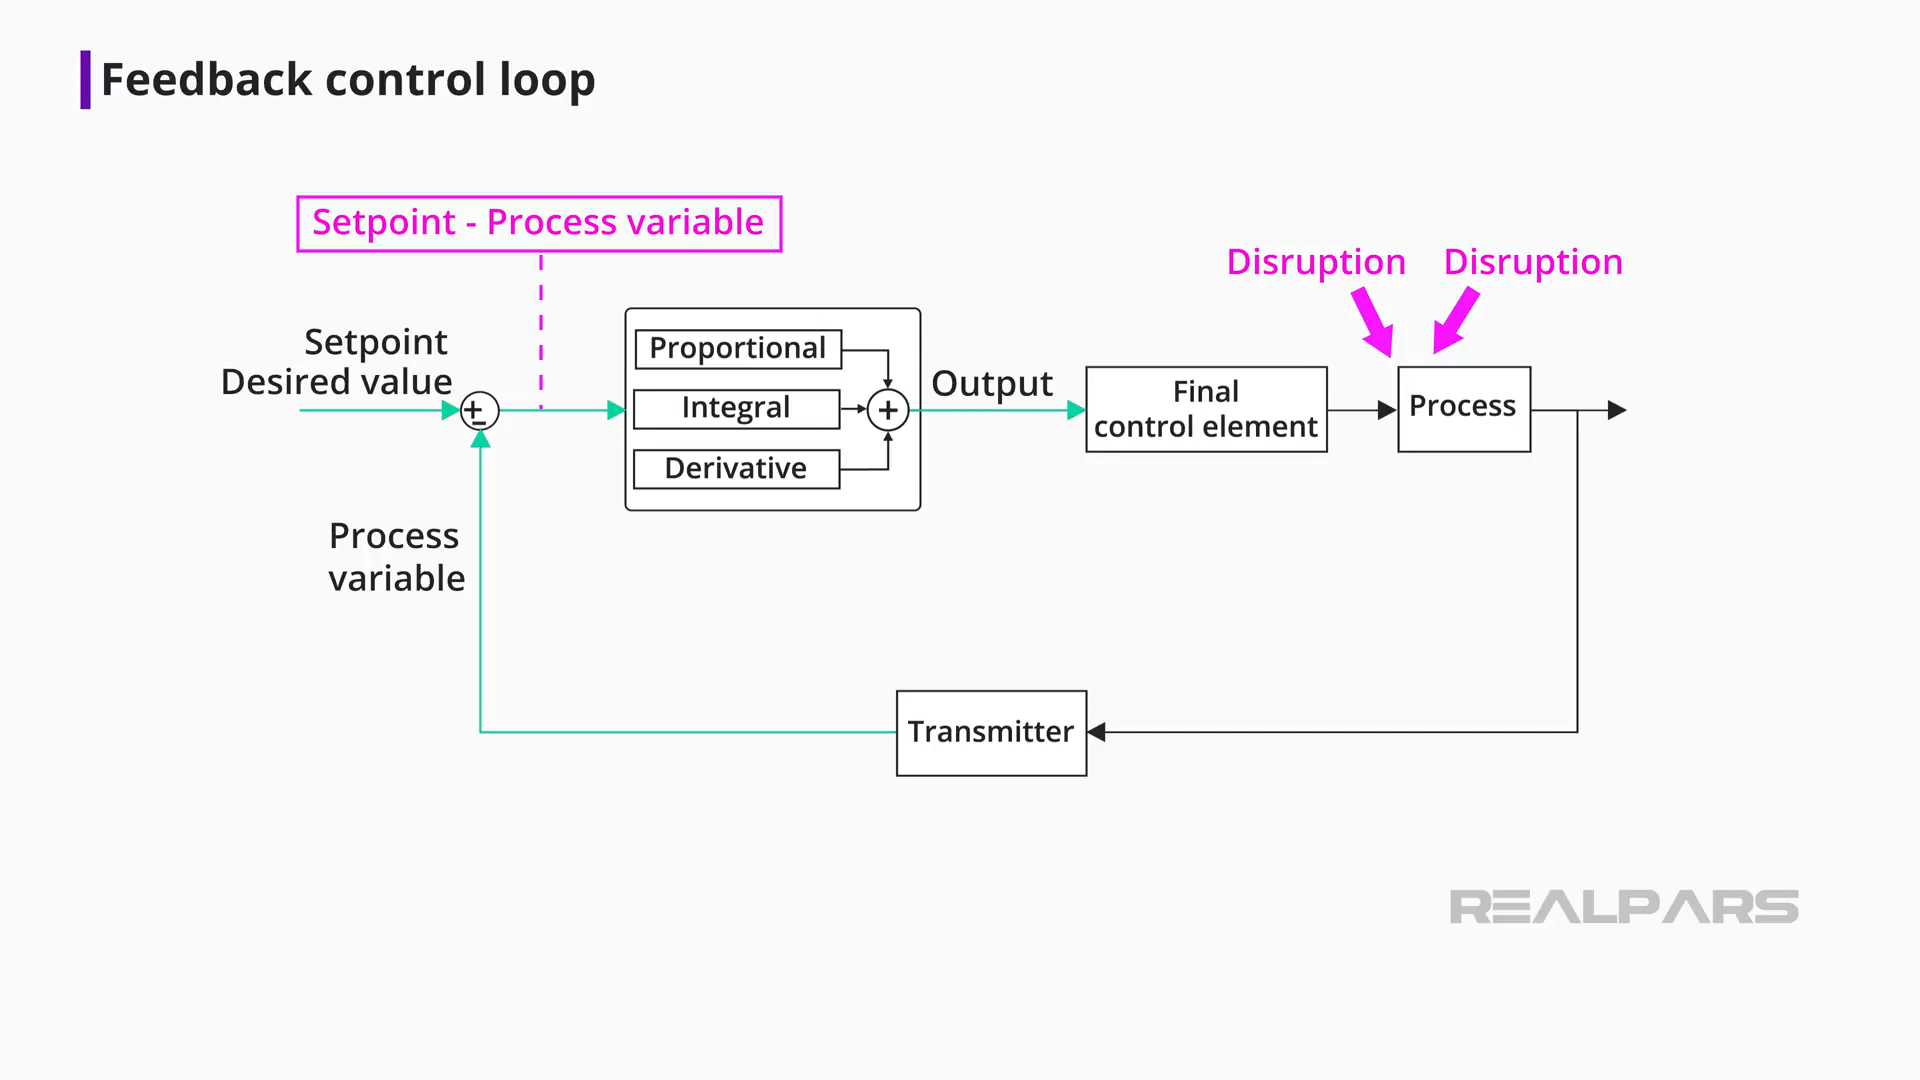 Feedback control loop
Setpoint - Process variable
Disruption
Disruption
Setpoint
Desired value
+
−
Proportional
Integral
Derivative
+
Output
Final
control element
Process
Process
variable
Transmitter
REALPARS